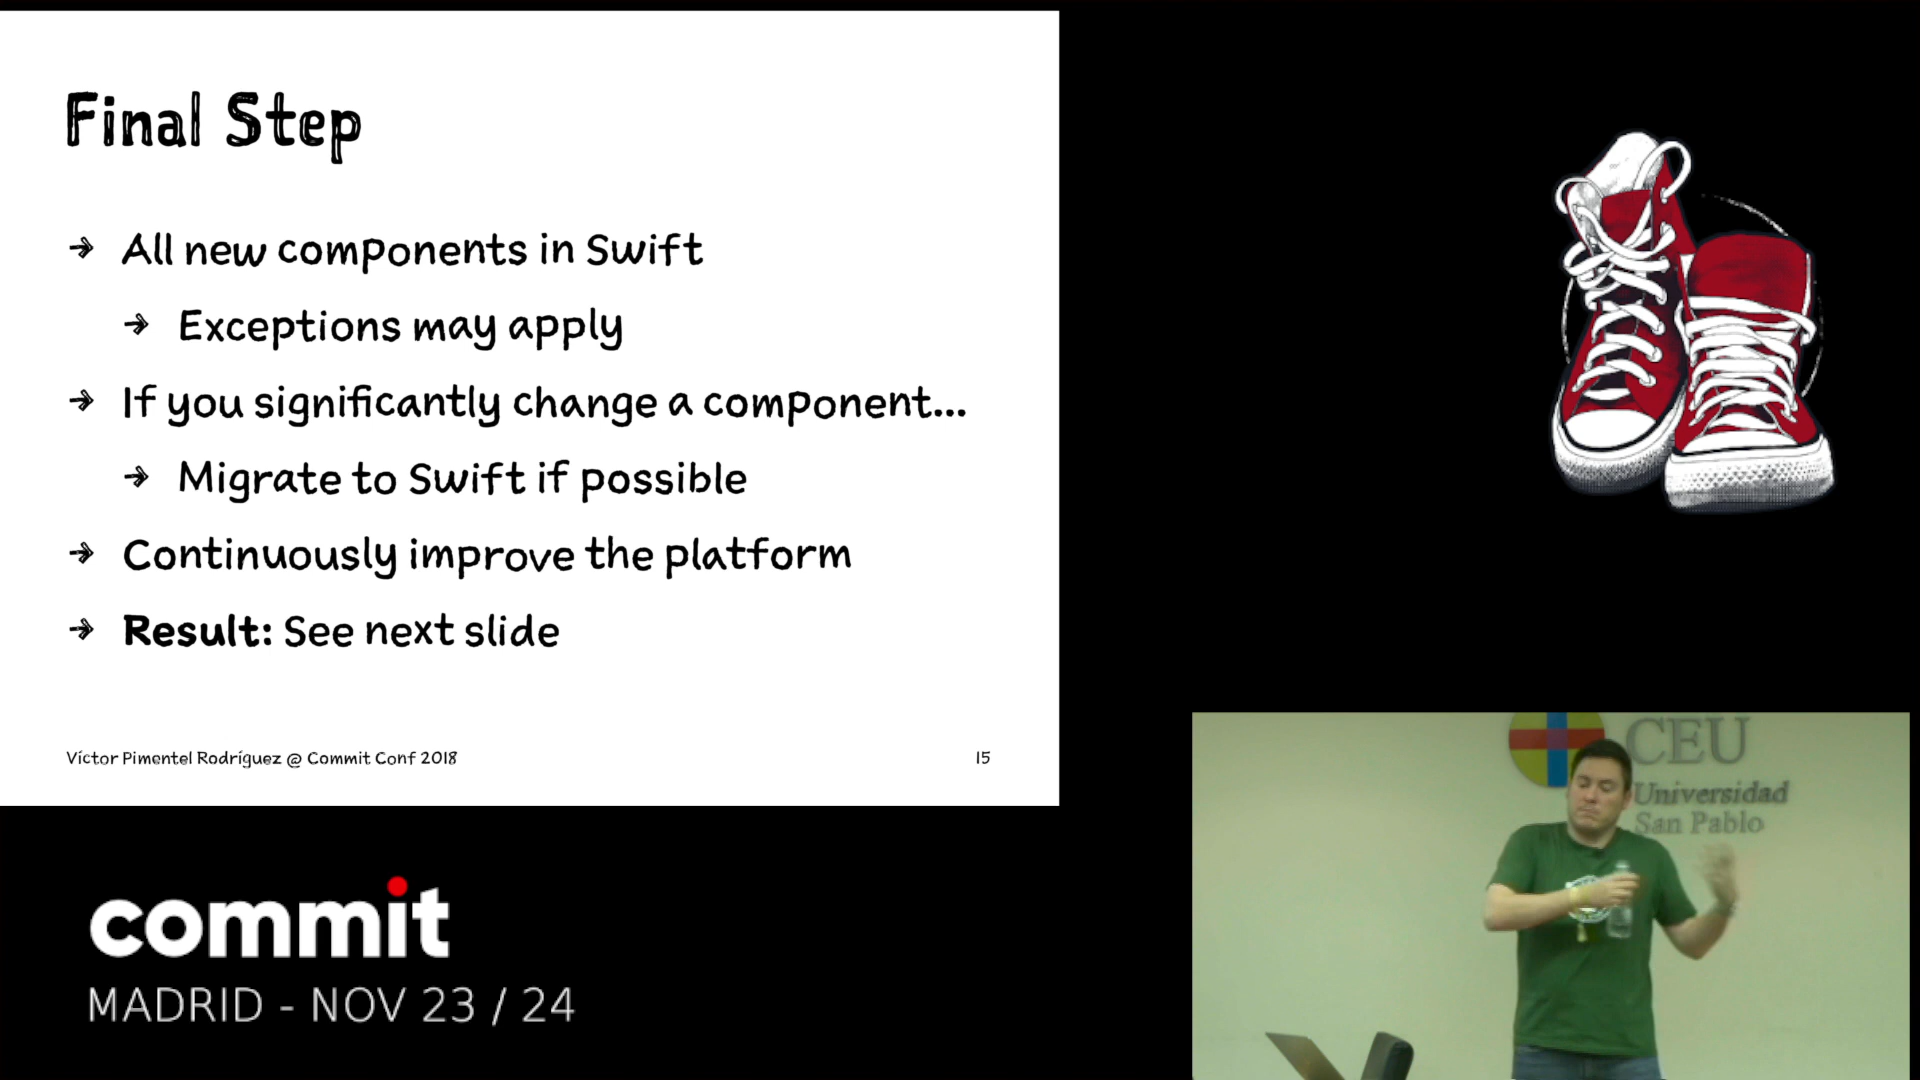 Final Step
→ All new components in Swift
→ Exceptions may apply
→ If you significantly change a component...
→ Migrate to Swift if possible
→ Continuously improve the platform
→ Result: See next slide
Víctor Pimentel Rodríguez @ Commit Conf 2018
15
commit
MADRID - NOV 23 / 24
CEU
Universidad
San Pablo